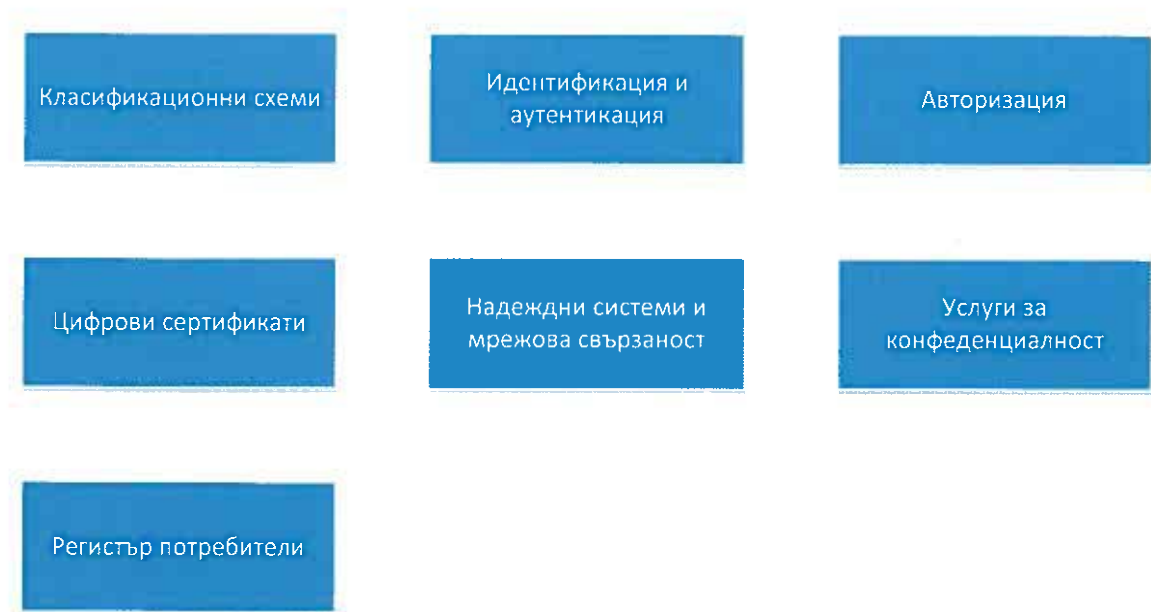 Класификационни схеми
Идентификация и
аутентикация
Авторизация
Цифрови сертификати
Надеждни системи и
мрежова свързаност
Услуги за
конфеденциалност
Регистър потребители